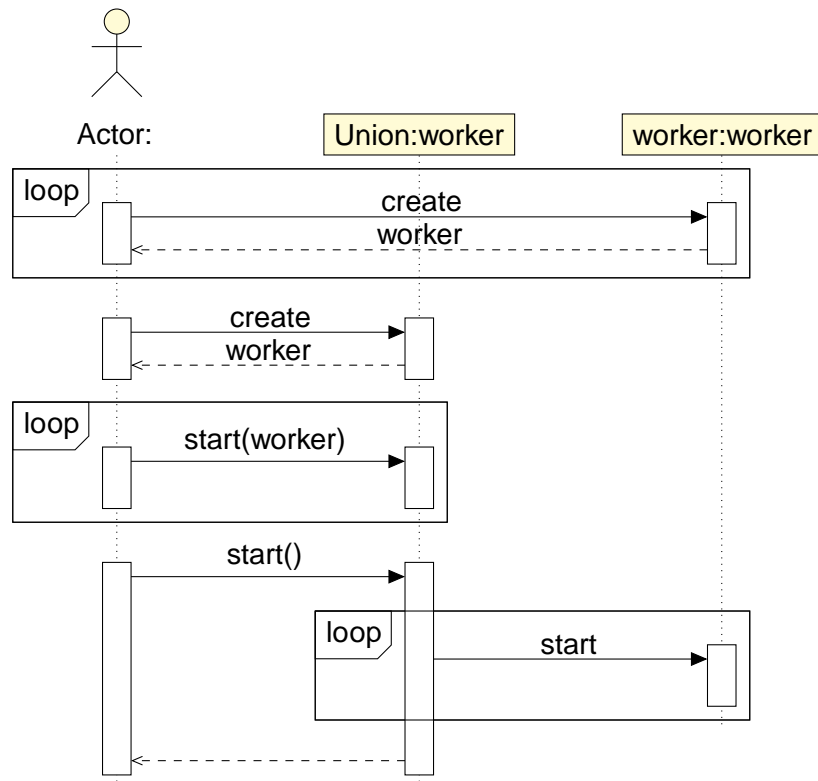 Actor:
Union:worker
worker:worker
loop
create
worker
create
worker
loop
start(worker)
start()
loop
start